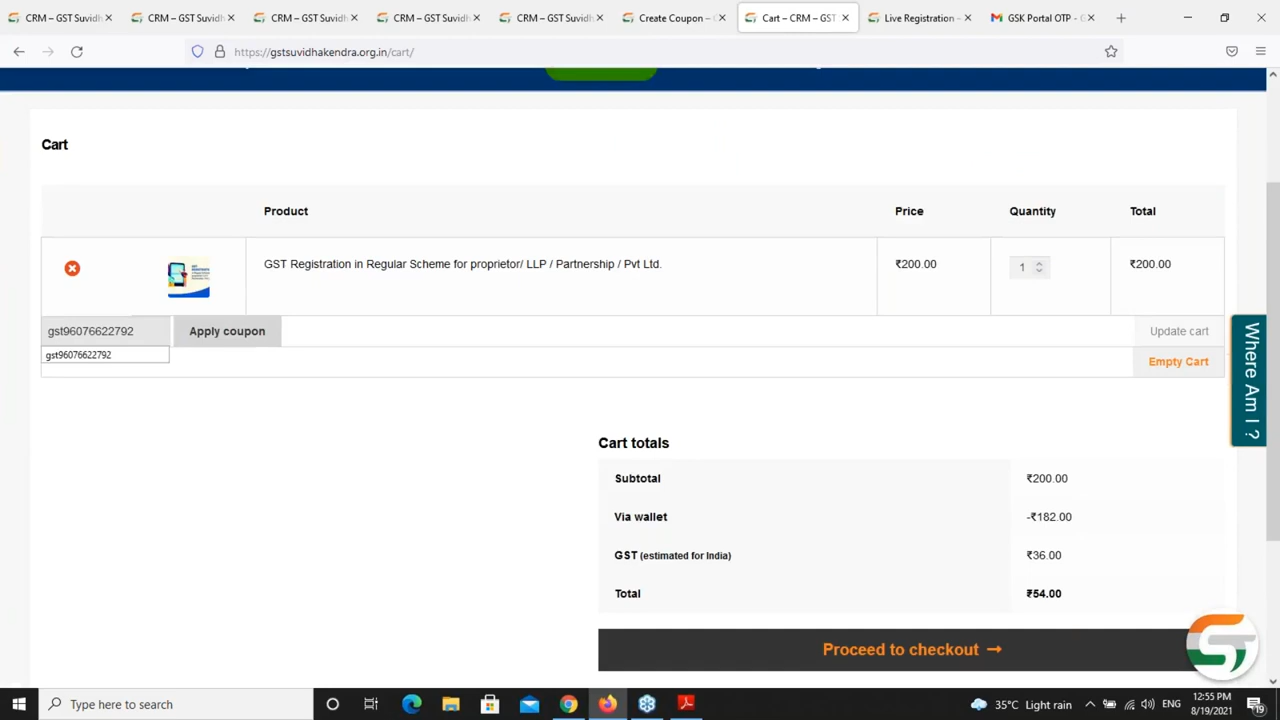 CRM – GST Suvidh
CRM – GST Suvidh
CRM – GST Suvidh
CRM – GST Suvidh
CRM – GST Suvidh
Create Coupon –
Cart – CRM – GST
Live Registration –
GSK Portal OTP -
https://gstsuvidhakendra.org.in/cart/
Cart
Product Price Quantity Total
GST Registration in Regular Scheme for proprietor/ LLP / Partnership / Pvt Ltd. ₹200.00 1 ₹200.00
gst96076622792 Apply coupon Update cart
gst96076622792
Empty Cart
Where Am I ?
Cart totals
Subtotal ₹200.00
Via wallet -₹182.00
GST (estimated for India) ₹36.00
Total ₹54.00
Proceed to checkout →
Type here to search
35°C Light rain
ENG
12:55 PM
8/19/2021
19